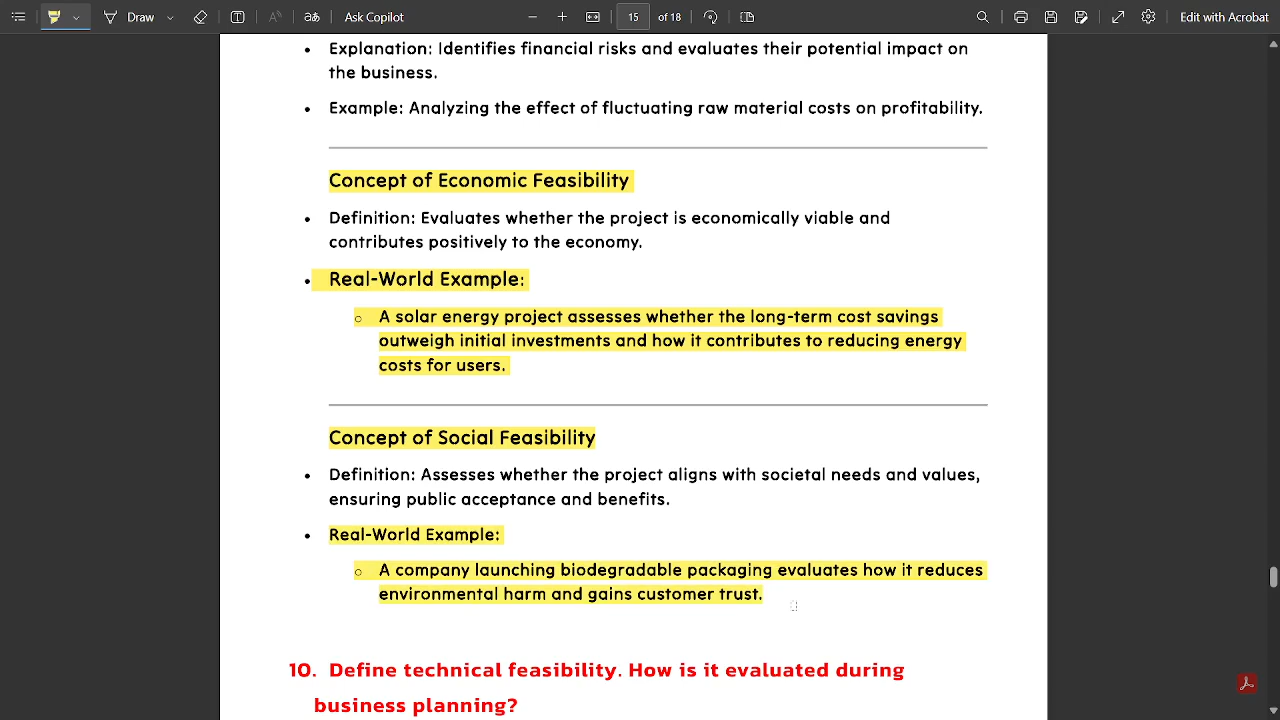 Draw
Ask Copilot
15 of 18
Edit with Acrobat
• Explanation: Identifies financial risks and evaluates their potential impact on
the business.
• Example: Analyzing the effect of fluctuating raw material costs on profitability.
Concept of Economic Feasibility
• Definition: Evaluates whether the project is economically viable and
contributes positively to the economy.
• Real-World Example:
○ A solar energy project assesses whether the long-term cost savings
outweigh initial investments and how it contributes to reducing energy
costs for users.
Concept of Social Feasibility
• Definition: Assesses whether the project aligns with societal needs and values,
ensuring public acceptance and benefits.
• Real-World Example:
○ A company launching biodegradable packaging evaluates how it reduces
environmental harm and gains customer trust.
10. Define technical feasibility. How is it evaluated during
business planning?